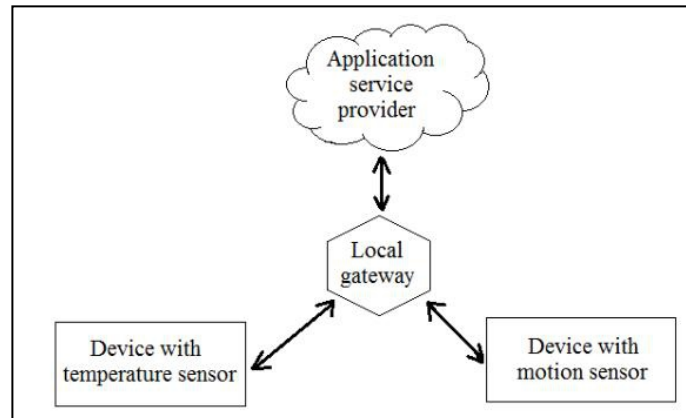 Application
service
provider
Local
gateway
Device with
temperature sensor
Device with
motion sensor